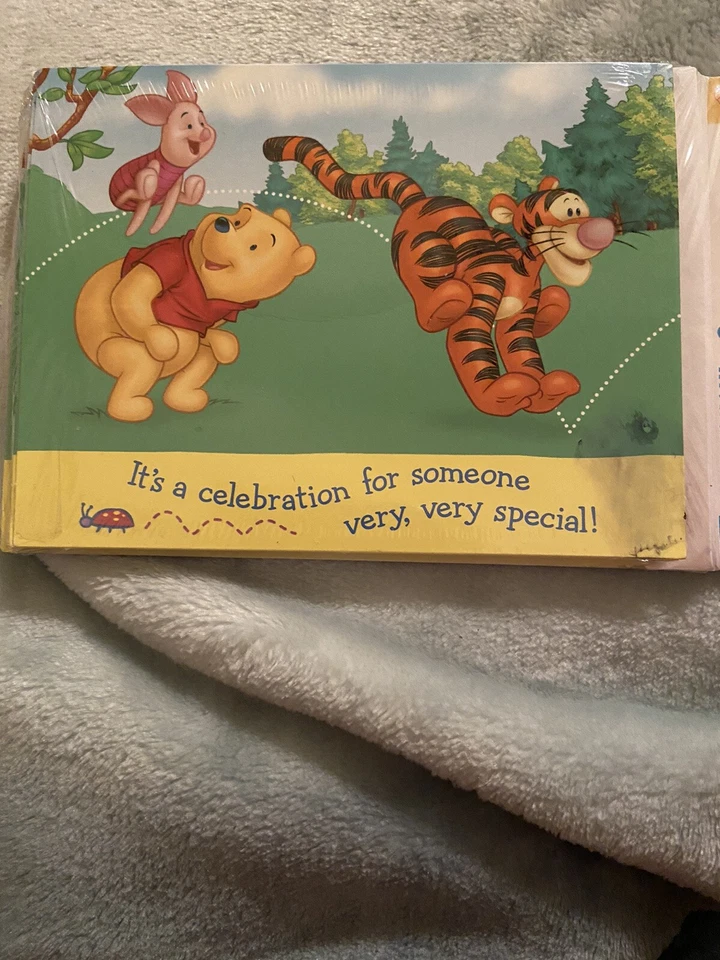 It's a celebration for someone
very, very special!